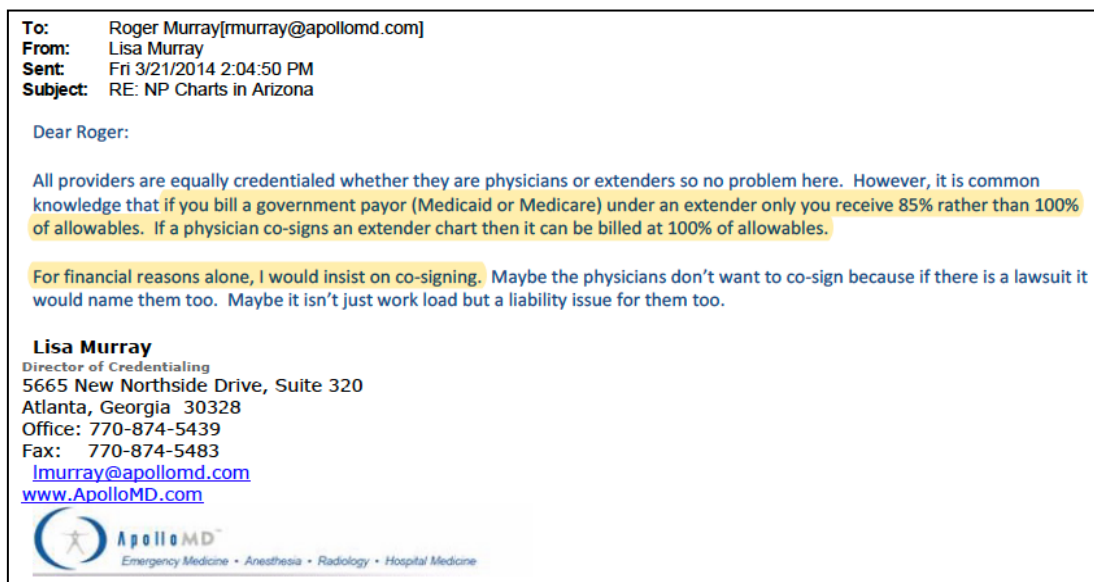 To: Roger Murray[rmurray@apollomd.com]
From: Lisa Murray
Sent: Fri 3/21/2014 2:04:50 PM
Subject: RE: NP Charts in Arizona
Dear Roger:
All providers are equally credentialed whether they are physicians or extenders so no problem here. However, it is common
knowledge that if you bill a government payor (Medicaid or Medicare) under an extender only you receive 85% rather than 100%
of allowables. If a physician co-signs an extender chart then it can be billed at 100% of allowables.
For financial reasons alone, I would insist on co-signing. Maybe the physicians don't want to co-sign because if there is a lawsuit it
would name them too. Maybe it isn't just work load but a liability issue for them too.
Lisa Murray
Director of Credentialing
5665 New Northside Drive, Suite 320
Atlanta, Georgia 30328
Office: 770-874-5439
Fax: 770-874-5483
lmurray@apollomd.com
www.ApolloMD.com
ApolloMD™
Emergency Medicine • Anesthesia • Radiology • Hospital Medicine